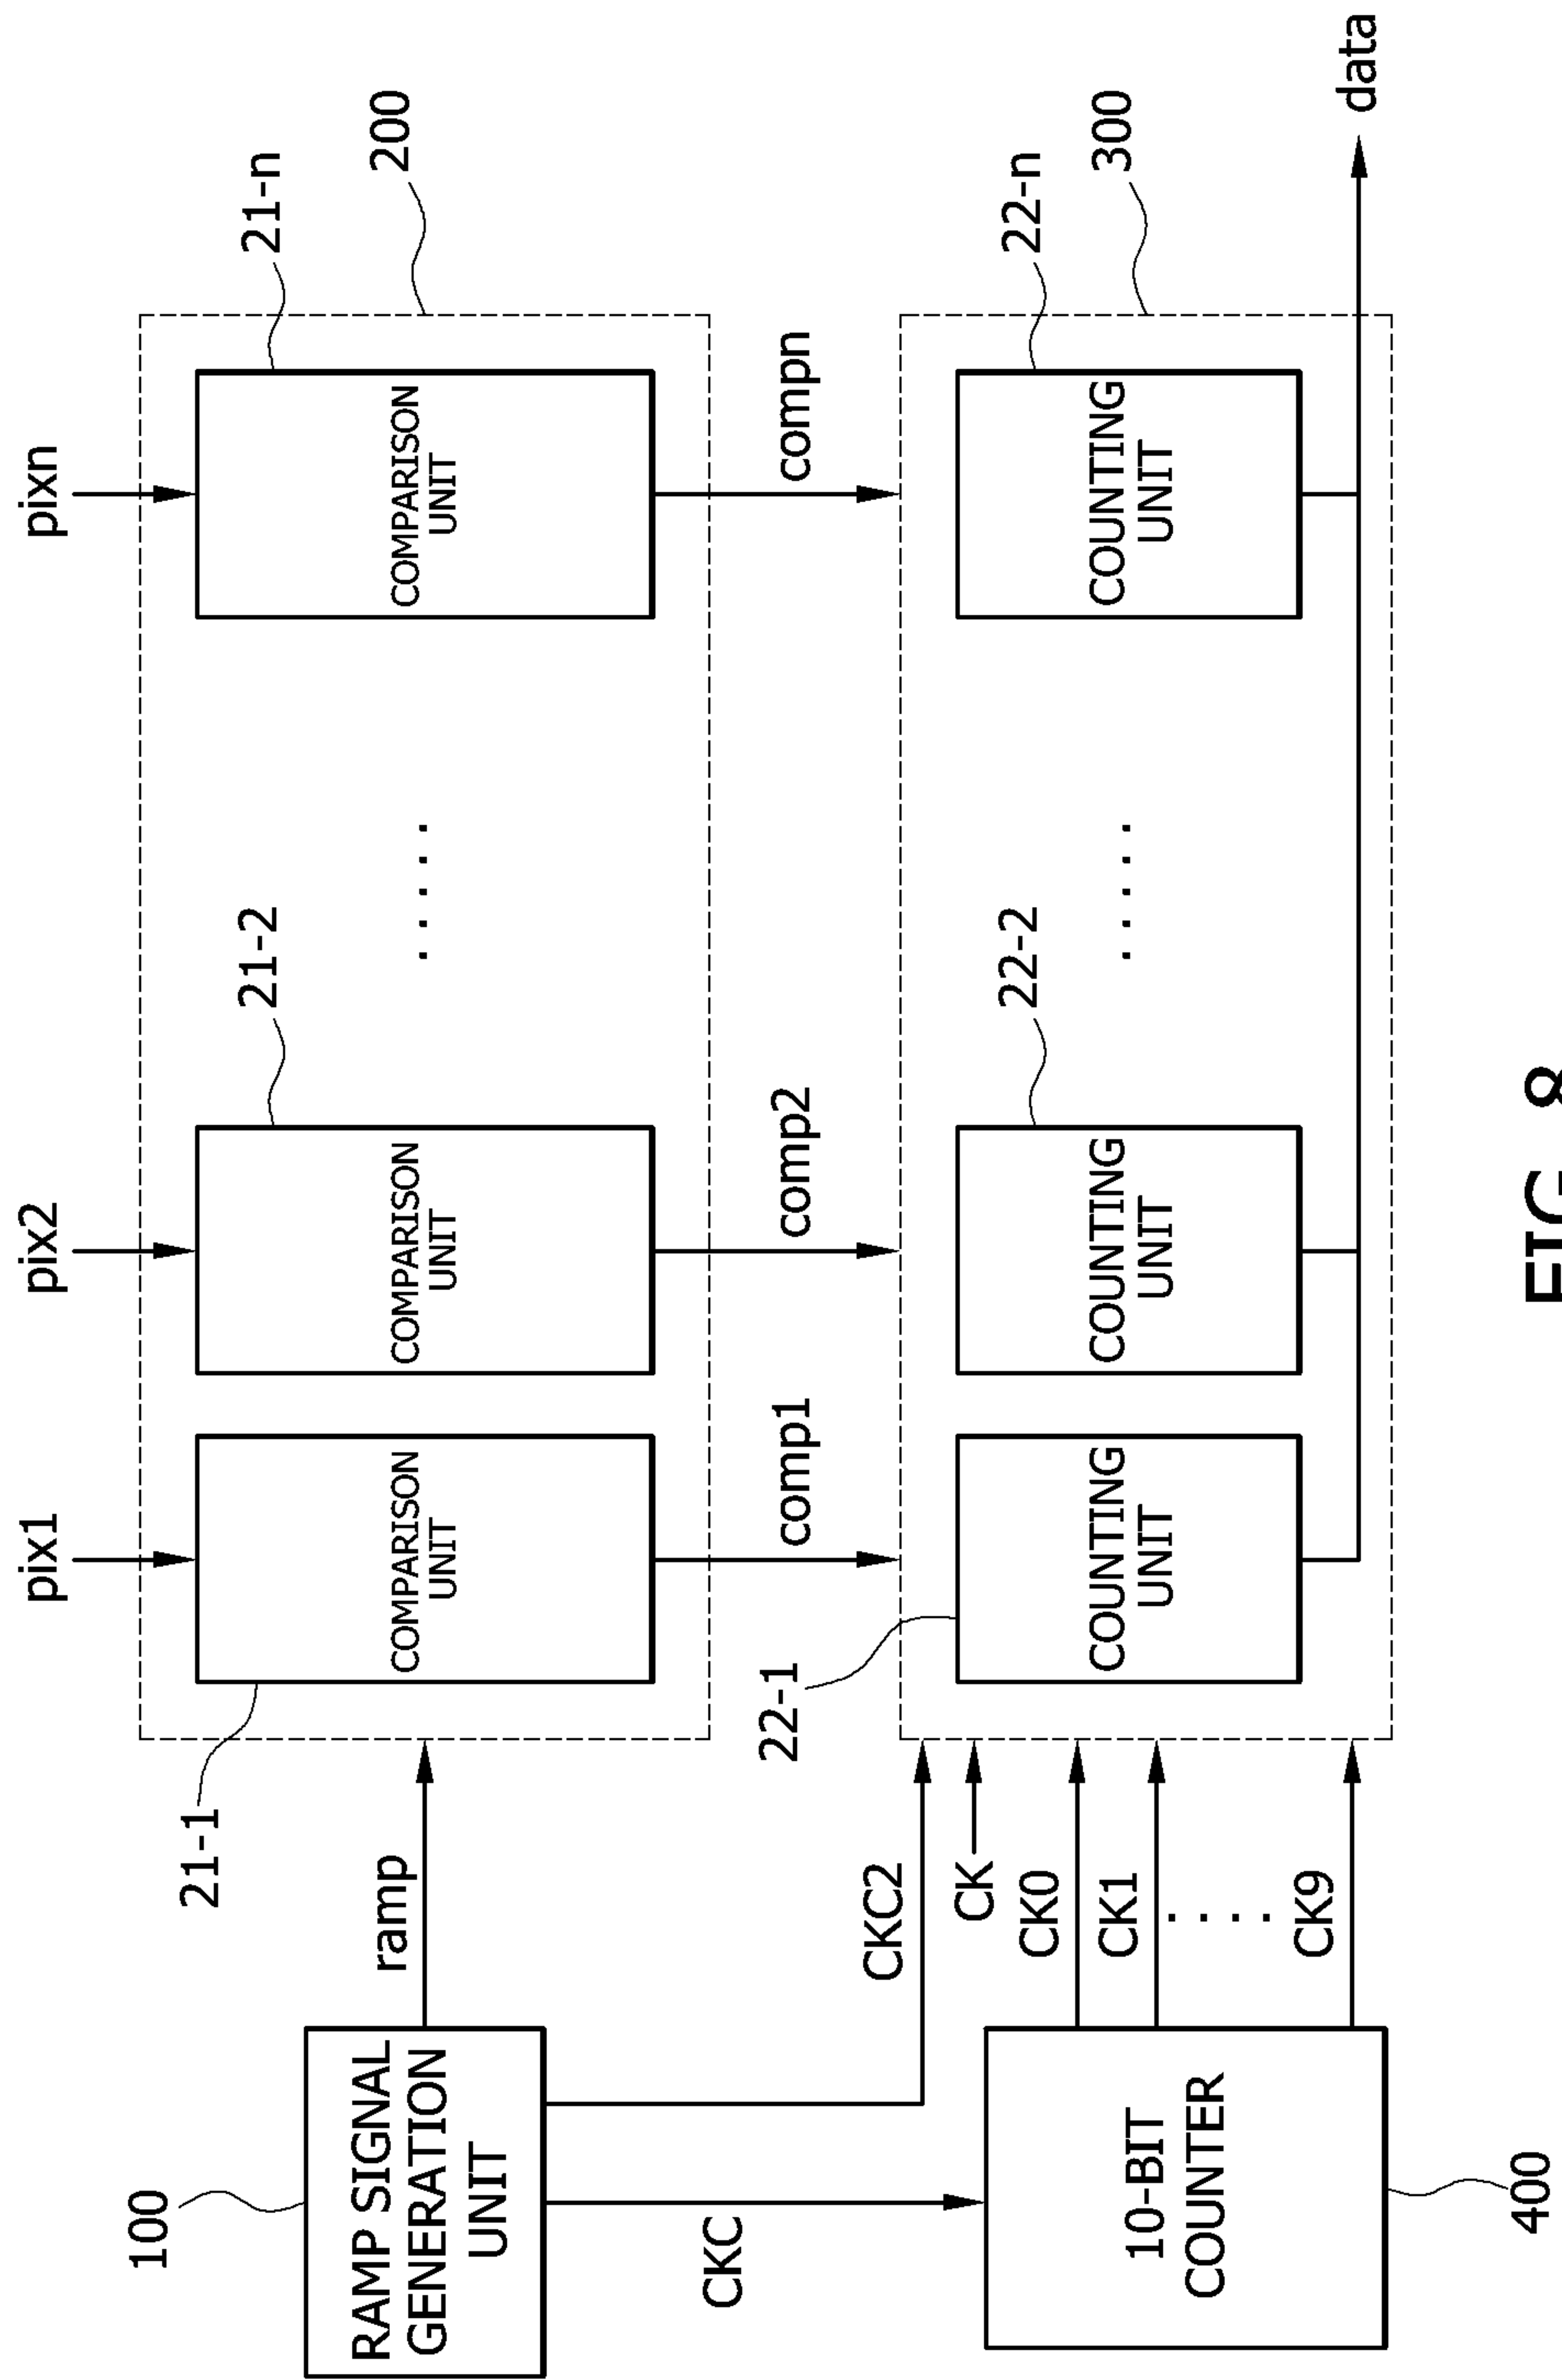 pix1
pix2
pixn
100
RAMP SIGNAL
GENERATION
UNIT
ramp
21-1
COMPARISON
UNIT
21-2
COMPARISON
UNIT
.....
21-n
COMPARISON
UNIT
200
CKC
CKC2
22-1
comp1
comp2
compn
CK
CK0
CK1
....
CK9
10-BIT
COUNTER
400
COUNTING
UNIT
22-2
COUNTING
UNIT
.....
22-n
COUNTING
UNIT
300
data
FIG. 8